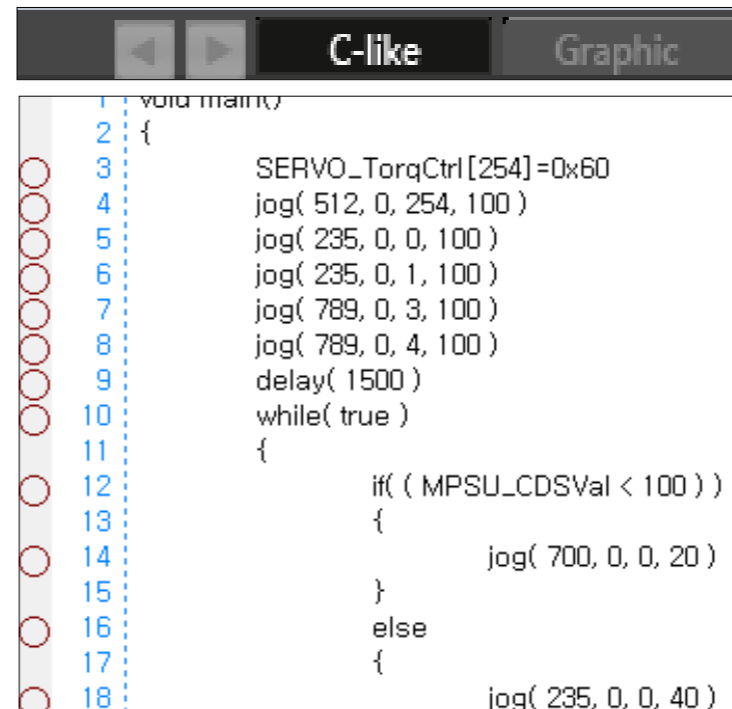 C-like Graphic
1 void main()
2 {
3 SERVO_TorqCtrl[254]=0x60
4 jog( 512, 0, 254, 100 )
5 jog( 235, 0, 0, 100 )
6 jog( 235, 0, 1, 100 )
7 jog( 789, 0, 3, 100 )
8 jog( 789, 0, 4, 100 )
9 delay( 1500 )
10 while( true )
11 {
12 if( ( MPSU_CDSVal < 100 ) )
13 {
14 jog( 700, 0, 0, 20 )
15 }
16 else
17 {
18 jog( 235, 0, 0, 40 )